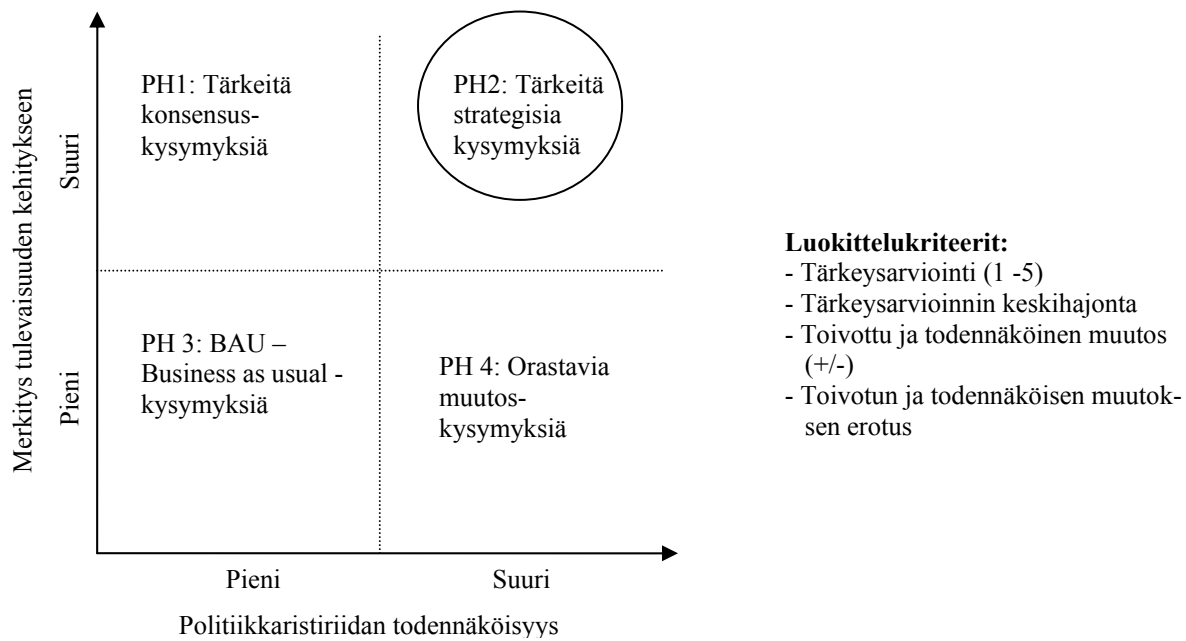 Merkitys tulevaisuuden kehitykseen
Suuri
Pieni
PH1: Tärkeitä
konsensus-
kysymyksiä
PH2: Tärkeitä
strategisia
kysymyksiä
PH 3: BAU –
Business as usual -
kysymyksiä
PH 4: Orastavia
muutos-
kysymyksiä
Pieni
Suuri
Politiikkaristiriidan todennäköisyys
Luokittelukriteerit:
- Tärkeysarviointi (1 -5)
- Tärkeysarvioinnin keskihajonta
- Toivottu ja todennäköinen muutos
(+/-)
- Toivotun ja todennäköisen muutok-
sen erotus